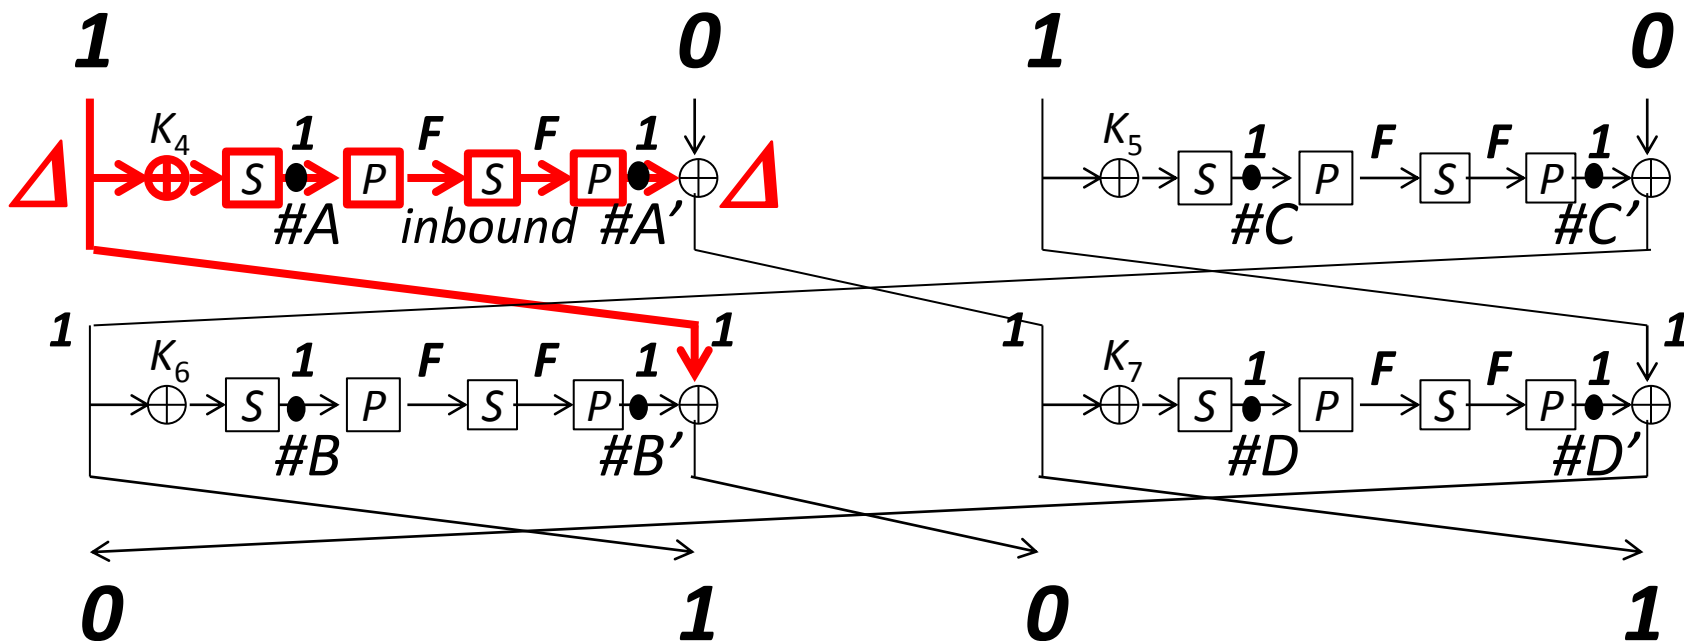 1 0 1 0
Δ K4 S 1 P F S F P 1 Δ K5 S 1 P F S F P 1
#A inbound #A' #C #C'
1 1 1 1
K6 S 1 P F S F P 1 K7 S 1 P F S F P 1
#B #B' #D #D'
0 1 0 1